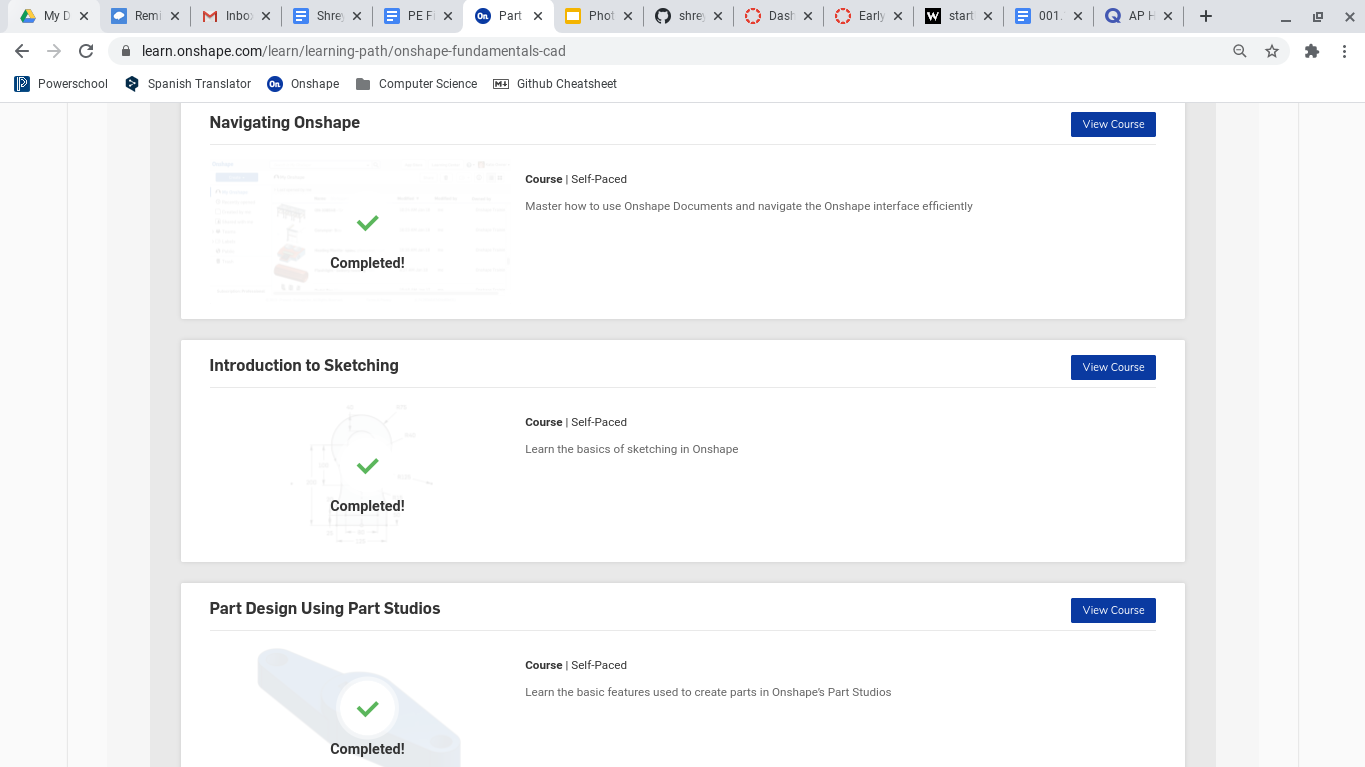 My D
Remi
Inbo
Shrey
PE Fi
Part
Phot
shrey
Dash
Early
start
001.
AP H
learn.onshape.com/learn/learning-path/onshape-fundamentals-cad
Powerschool
Spanish Translator
On Onshape
Computer Science
Github Cheatsheet
Navigating Onshape
View Course
Course | Self-Paced
Master how to use Onshape Documents and navigate the Onshape interface efficiently
Completed!
Introduction to Sketching
View Course
Course | Self-Paced
Learn the basics of sketching in Onshape
Completed!
Part Design Using Part Studios
View Course
Course | Self-Paced
Learn the basic features used to create parts in Onshape's Part Studios
Completed!